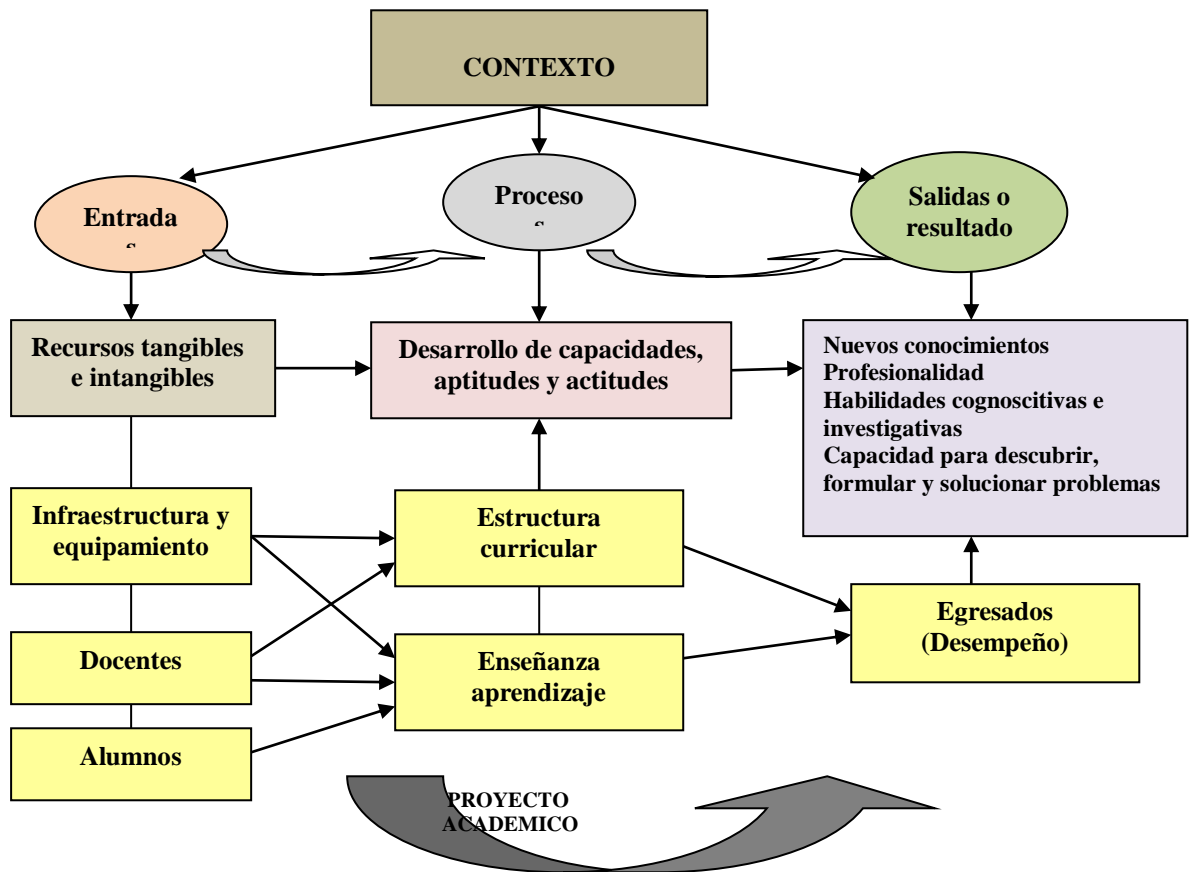 CONTEXTO
Entrada
s
Proceso
s
Salidas o
resultado
Recursos tangibles
e intangibles
Desarrollo de capacidades,
aptitudes y actitudes
Nuevos conocimientos
Profesionalidad
Habilidades cognoscitivas e
investigativas
Capacidad para descubrir,
formular y solucionar problemas
Infraestructura y
equipamiento
Estructura
curricular
Egresados
(Desempeño)
Docentes
Enseñanza
aprendizaje
Alumnos
PROYECTO
ACADEMICO